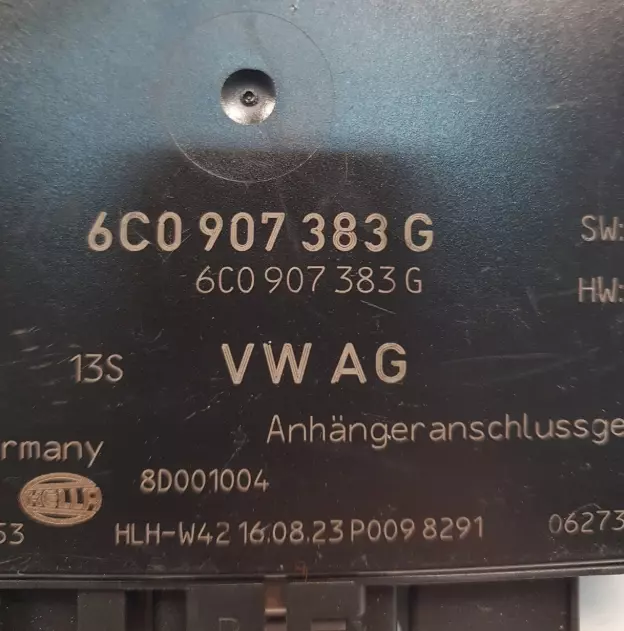 6C0 907 383 G
SW:
6C0 907 383 G
HW:
13S VW AG
Anhängeranschlussge
rmany
8D001004
HELLA
53 HLH-W42 16.08.23 P009 8291 06273